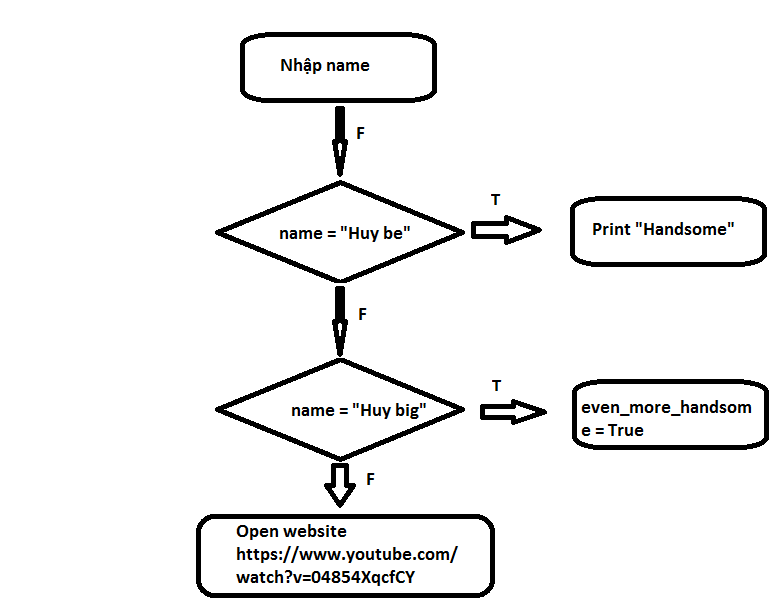 Nhập name
F
T
name = "Huy be"
Print "Handsome"
F
T
name = "Huy big"
even_more_handsom
e = True
F
Open website
https://www.youtube.com/
watch?v=04854XqcfCY